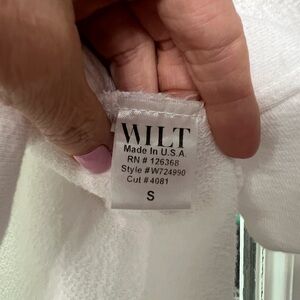 WILT
Made In U.S.A.
RN # 126368
Style #W724990
Cut #4081
S